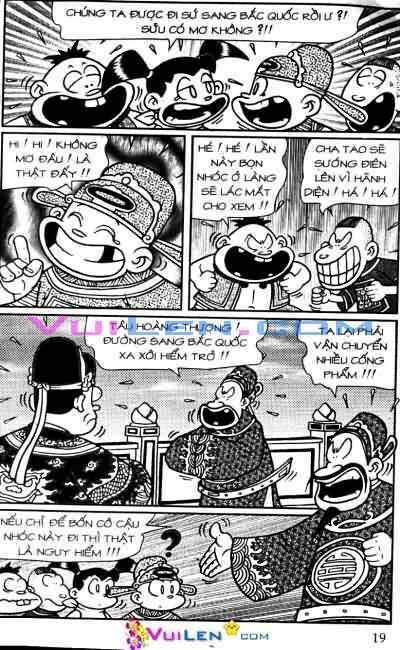 CHÚNG TA ĐƯỢC ĐI SỨ SANG BẮC QUỐC RỒI Ư ?!
SỬU CÓ MƠ KHÔNG ?!!
HI ! HI ! KHÔNG
MƠ ĐÂU ! LÀ
THẬT ĐẤY !!
HÉ ! HÉ ! LẦN
NÀY BỌN
NHÓC Ở LÀNG
SẼ LÁC MẮT
CHO XEM !!
CHA TAO SẼ
SƯỚNG ĐIÊN
LÊN VÌ HÃNH
DIỆN ! HÁ ! HÁ !
VuiLen.com
TÂU HOÀNG THƯỢNG !
ĐƯỜNG SANG BẮC QUỐC
XA XÔI HIỂM TRỞ !!
TA LẠI PHẢI
VẬN CHUYỂN
NHIỀU CỐNG
PHẨM !!!
NẾU CHỈ ĐỂ BỐN CÔ CẬU
NHÓC NÀY ĐI THÌ THẬT
LÀ NGUY HIỂM !!!
?
19
VuiLen.com